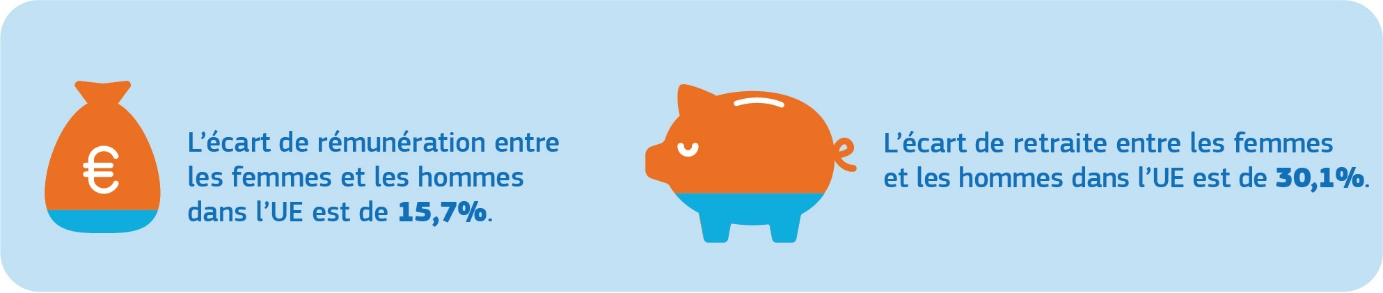 €
L’écart de rémunération entre
les femmes et les hommes
dans l’UE est de 15,7%.
L’écart de retraite entre les femmes
et les hommes dans l’UE est de 30,1%.